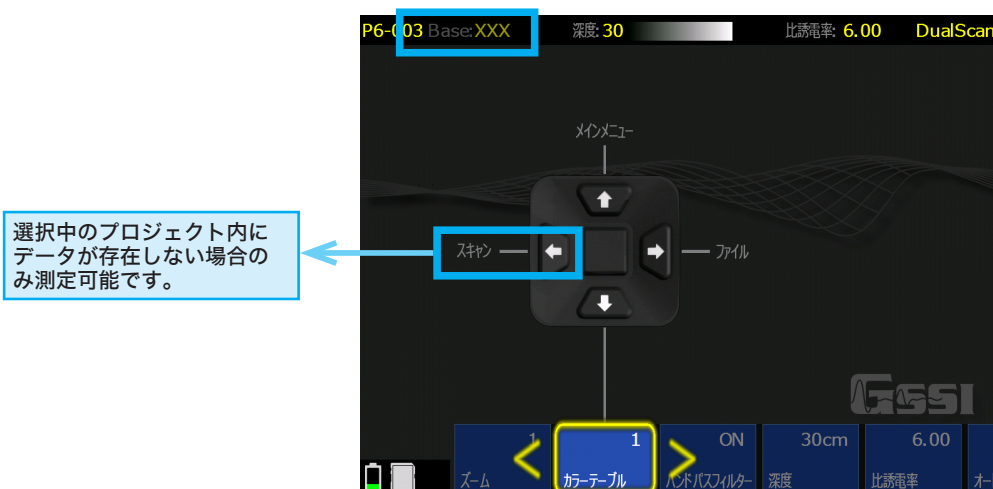 P6-003 Base:XXX 深度: 30 比誘電率: 6.00 DualScan
メインメニュー
選択中のプロジェクト内に
データが存在しない場合の
み測定可能です。
スキャン ファイル
GSSI
1 1 ON 30cm 6.00
ズーム カラーテーブル バンドパスフィルター 深度 比誘電率 オー